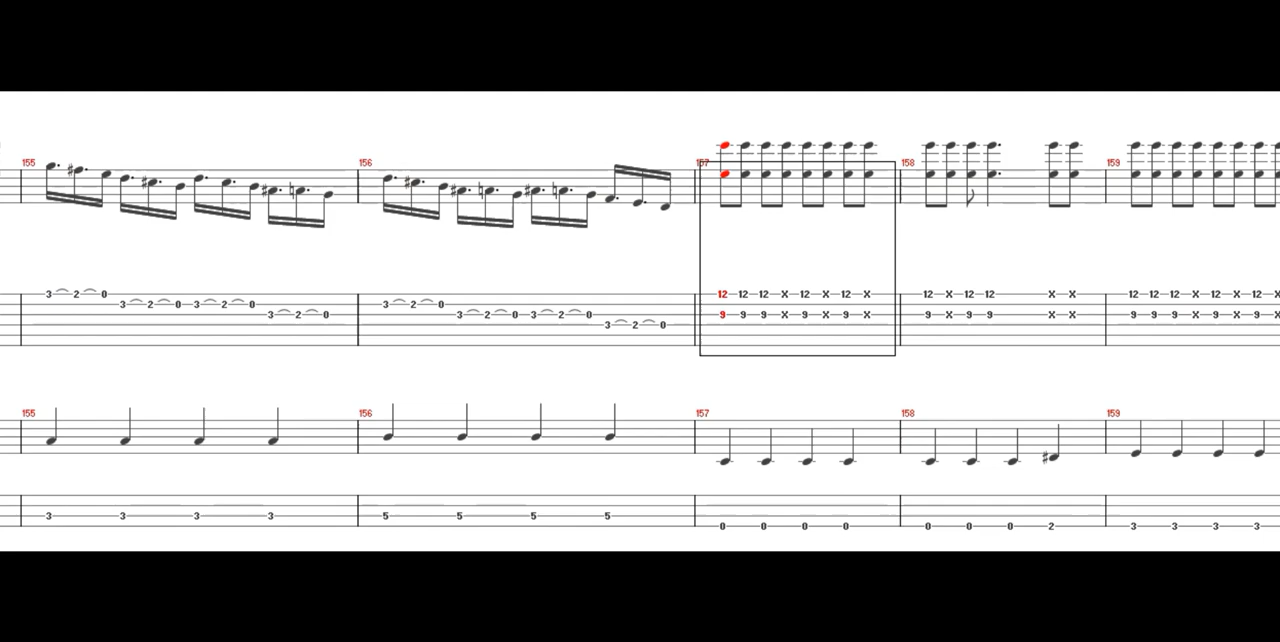 155 156 157 158 159
3 2 0 3 2 0 12 12 12 X 12 X 12 X 12 X 12 12 X X 12 12 12 X 12 X 12 X
3 2 0 3 2 0 3 2 0
3 2 0 3 2 0 3 2 0 9 9 9 X 9 X 9 X 9 X 9 9 X X 9 9 9 X 9 X 9 X
3 2 0
155 156 157 158 159
3 3 3 3 5 5 5 5
0 0 0 0 0 0 0 2 3 3 3 3